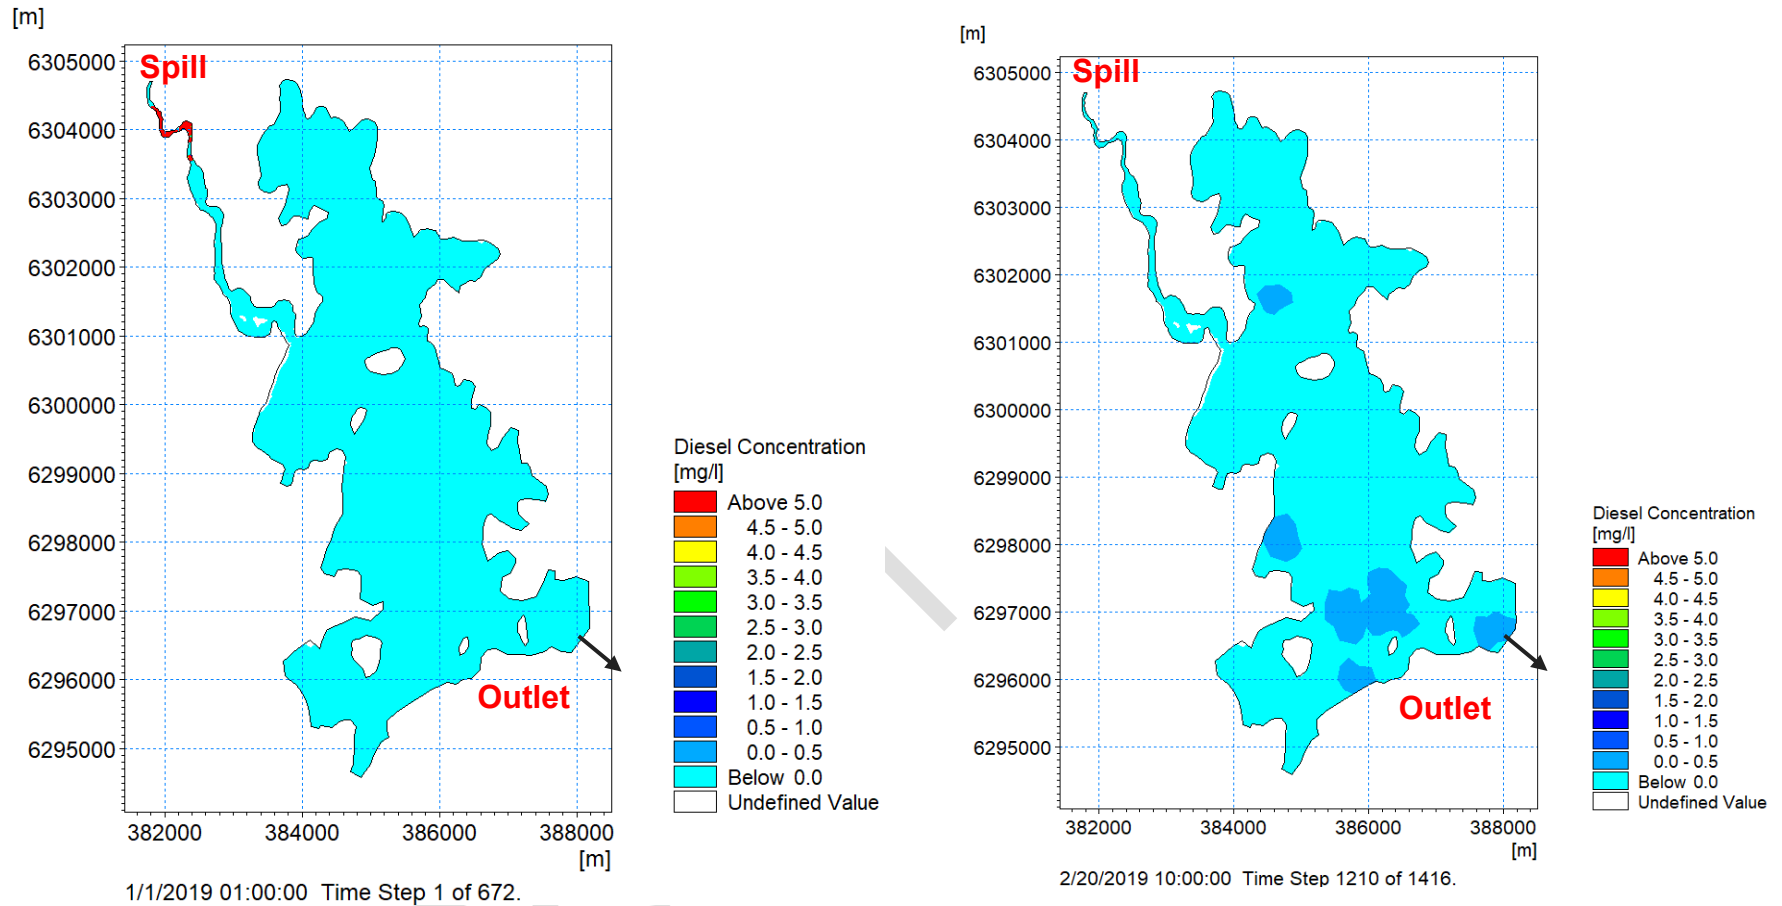 [m]
6305000
6304000
6303000
6302000
6301000
6300000
6299000
6298000
6297000
6296000
6295000
Spill
Outlet
382000 384000 386000 388000
[m]
1/1/2019 01:00:00 Time Step 1 of 672.
Diesel Concentration
[mg/l]
Above 5.0
4.5 - 5.0
4.0 - 4.5
3.5 - 4.0
3.0 - 3.5
2.5 - 3.0
2.0 - 2.5
1.5 - 2.0
1.0 - 1.5
0.5 - 1.0
0.0 - 0.5
Below 0.0
Undefined Value
[m]
6305000
6304000
6303000
6302000
6301000
6300000
6299000
6298000
6297000
6296000
6295000
Spill
Outlet
382000 384000 386000 388000
[m]
2/20/2019 10:00:00 Time Step 1210 of 1416.
Diesel Concentration
[mg/l]
Above 5.0
4.5 - 5.0
4.0 - 4.5
3.5 - 4.0
3.0 - 3.5
2.5 - 3.0
2.0 - 2.5
1.5 - 2.0
1.0 - 1.5
0.5 - 1.0
0.0 - 0.5
Below 0.0
Undefined Value